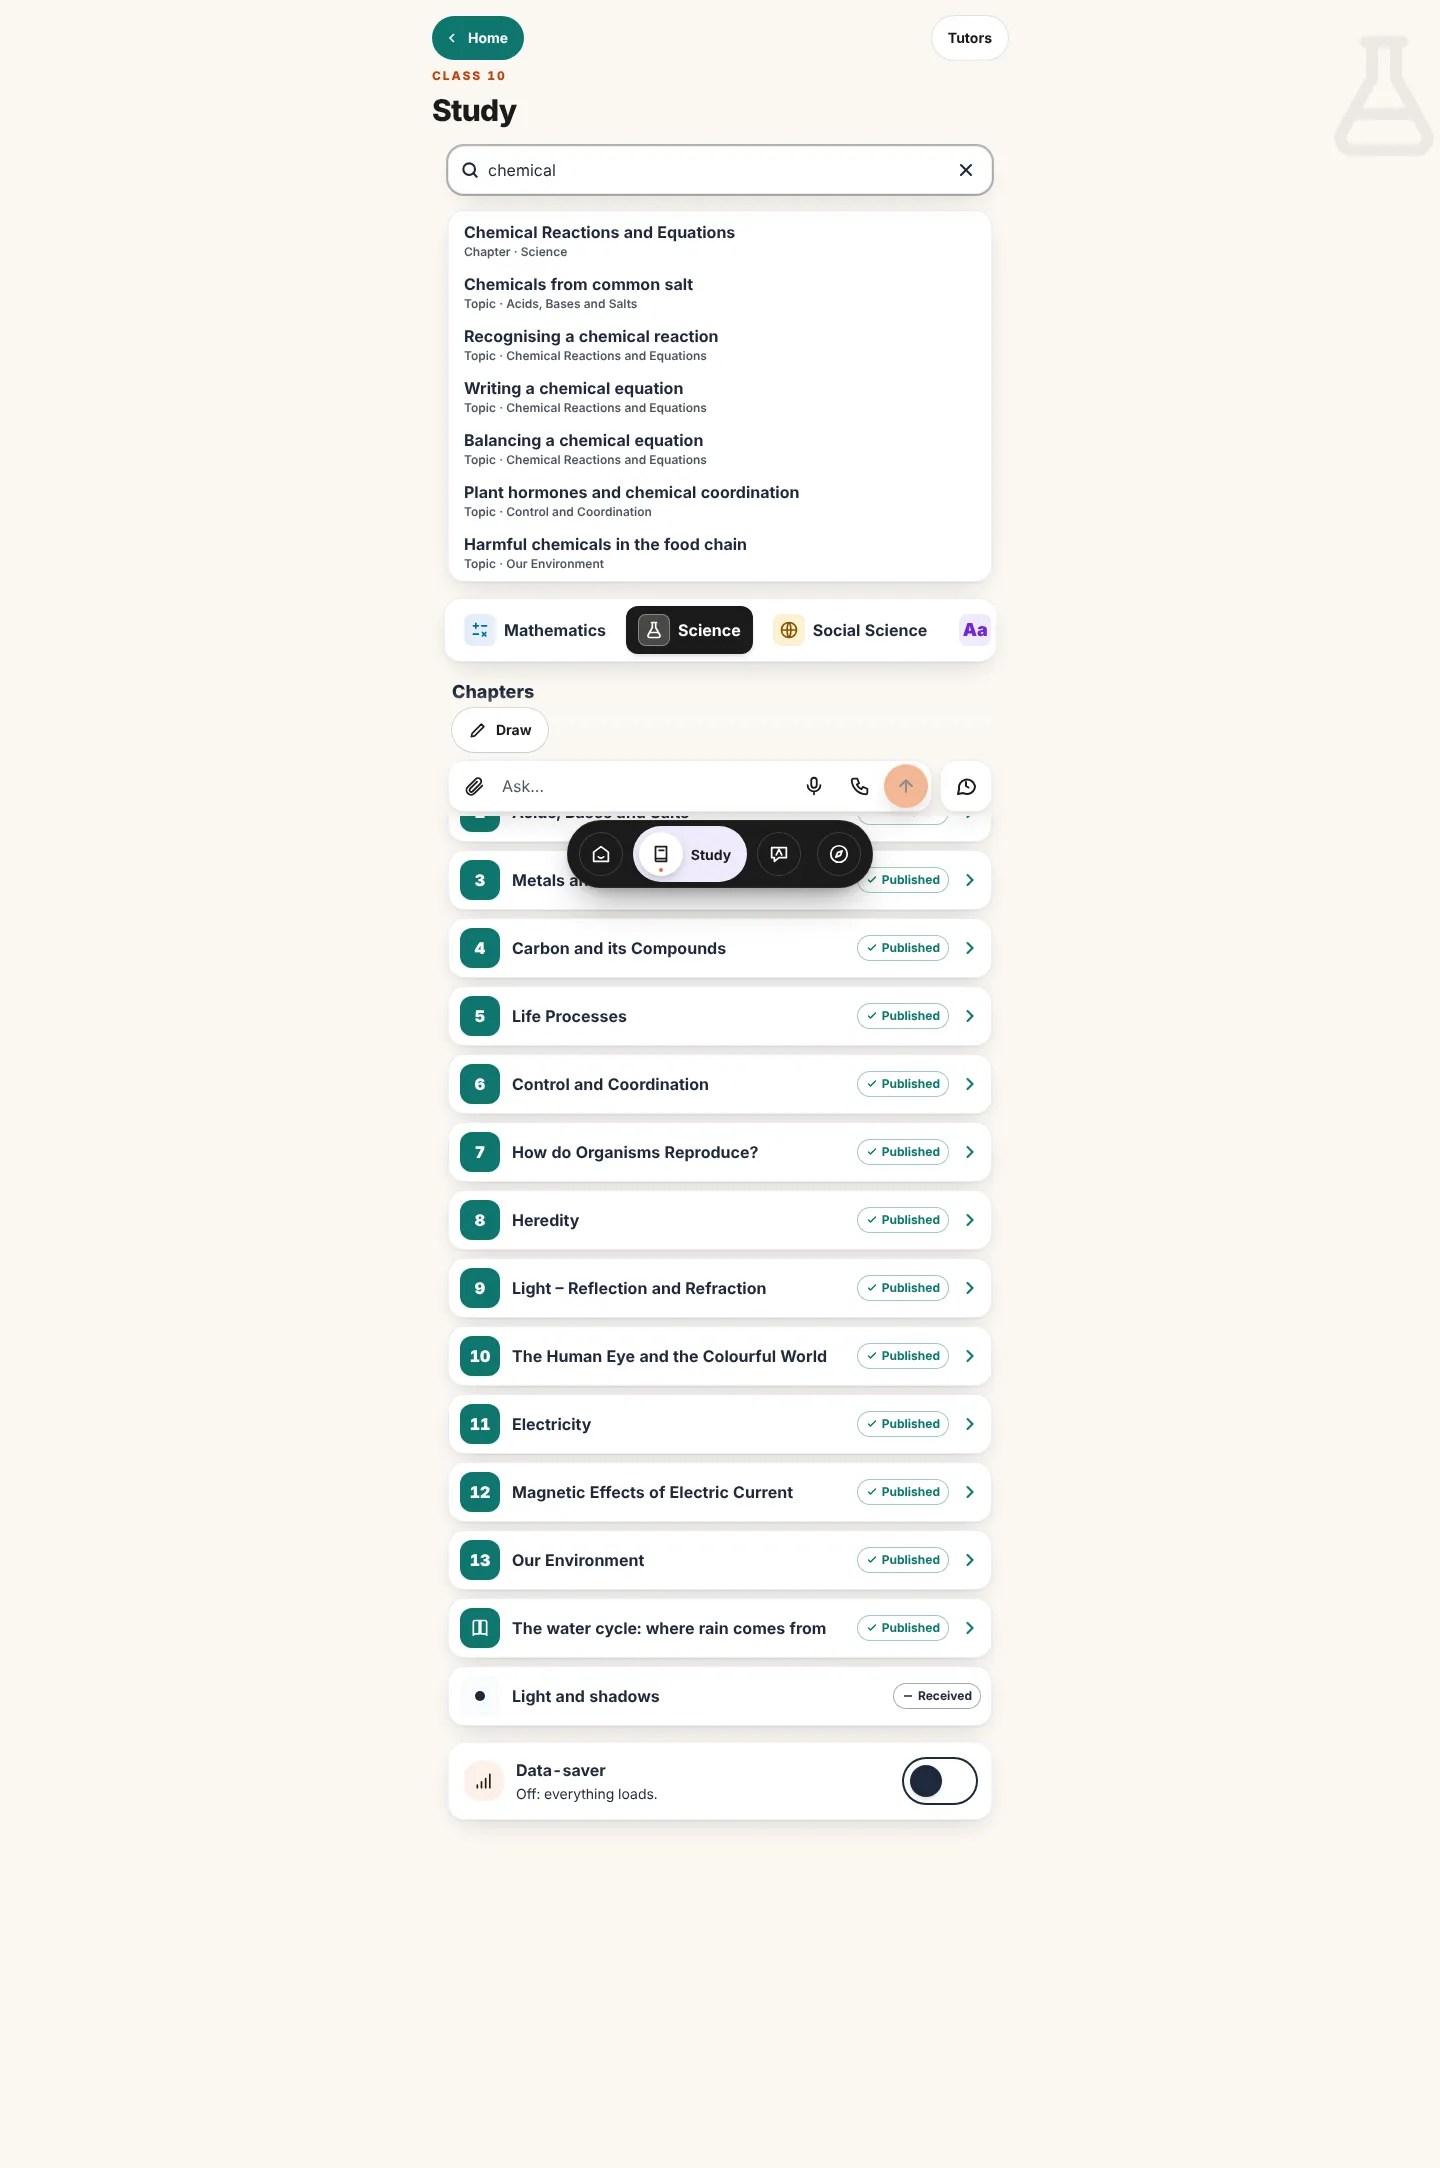 Home
Tutors
CLASS 10
Study
chemical
Chemical Reactions and Equations
Chapter · Science
Chemicals from common salt
Topic · Acids, Bases and Salts
Recognising a chemical reaction
Topic · Chemical Reactions and Equations
Writing a chemical equation
Topic · Chemical Reactions and Equations
Balancing a chemical equation
Topic · Chemical Reactions and Equations
Plant hormones and chemical coordination
Topic · Control and Coordination
Harmful chemicals in the food chain
Topic · Our Environment
Mathematics Science Social Science Aa
Chapters
Draw
Ask...
Acids, Bases and Salts
Study
3 Metals Published
4 Carbon and its Compounds Published
5 Life Processes Published
6 Control and Coordination Published
7 How do Organisms Reproduce? Published
8 Heredity Published
9 Light – Reflection and Refraction Published
10 The Human Eye and the Colourful World Published
11 Electricity Published
12 Magnetic Effects of Electric Current Published
13 Our Environment Published
The water cycle: where rain comes from Published
Light and shadows Received
Data-saver
Off: everything loads.